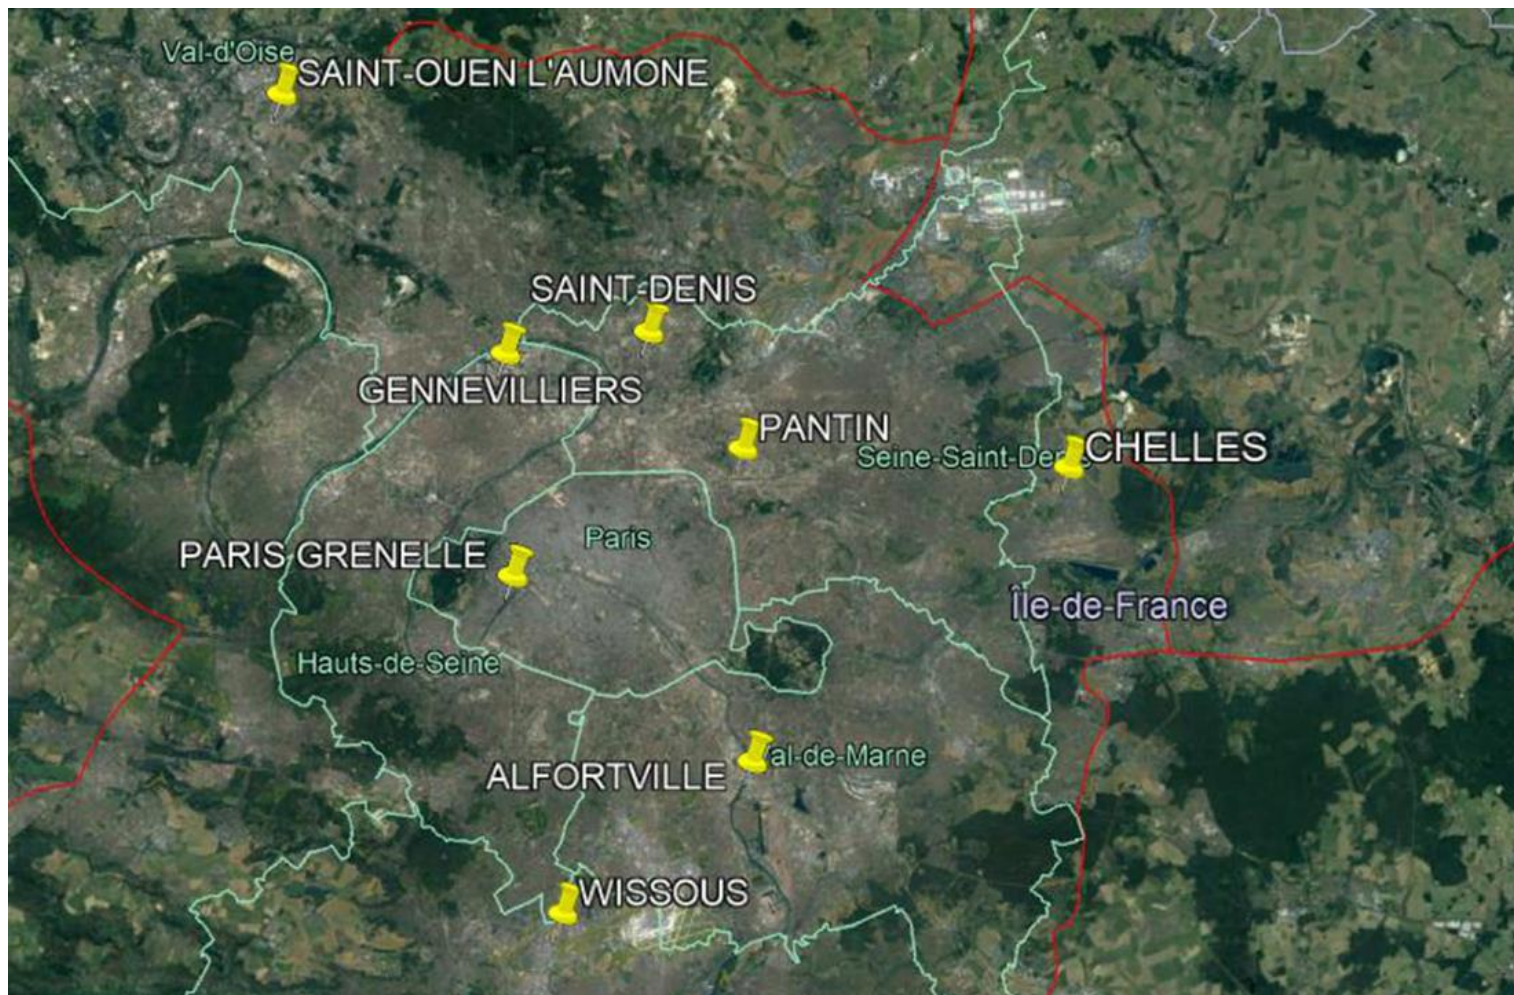 Val-d'Oise
SAINT-OUEN L'AUMONE
SAINT-DENIS
GENNEVILLIERS
PANTIN
CHELLES
Seine-Saint-Denis
Paris
PARIS GRENELLE
Île-de-France
Hauts-de-Seine
al-de-Marne
ALFORTVILLE
WISSOUS